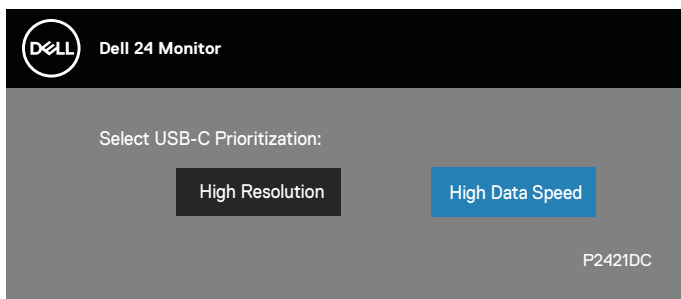 DELL
Dell 24 Monitor
Select USB-C Prioritization:
High Resolution
High Data Speed
P2421DC